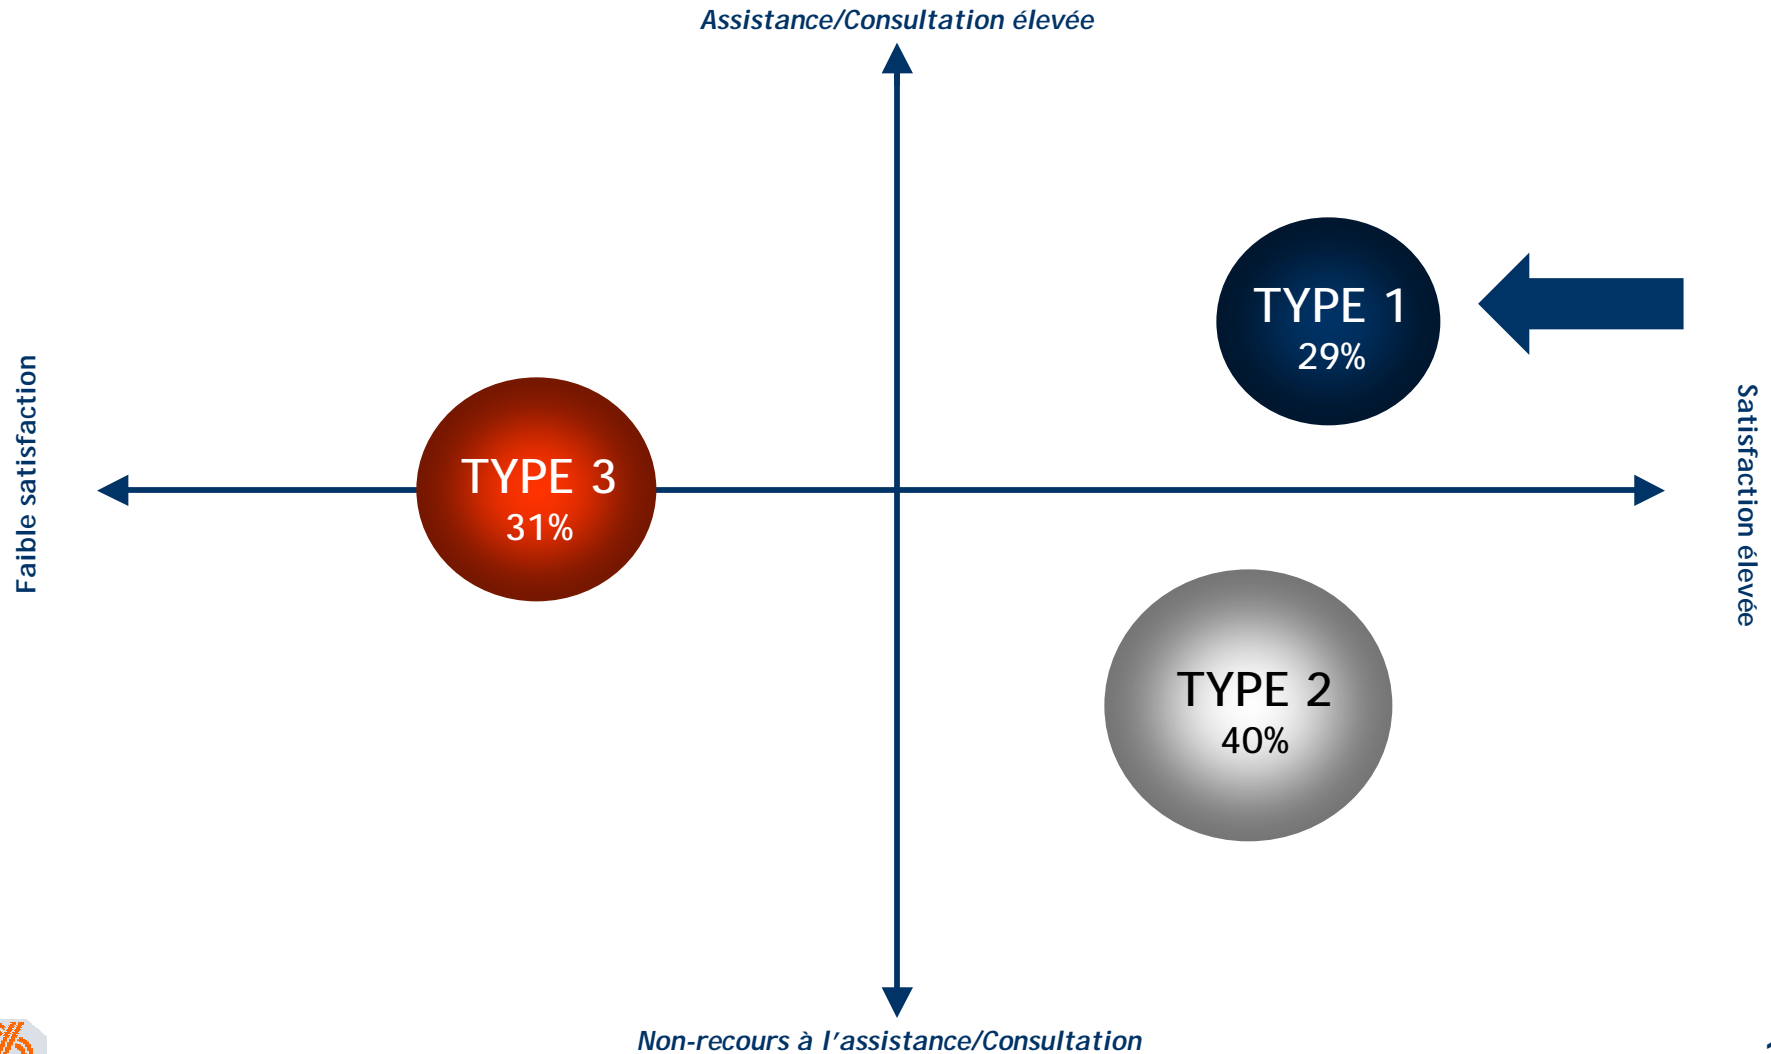 Assistance/Consultation élevée
TYPE 1
29%
Faible satisfaction
Satisfaction élevée
TYPE 3
31%
TYPE 2
40%
Non-recours à l'assistance/Consultation